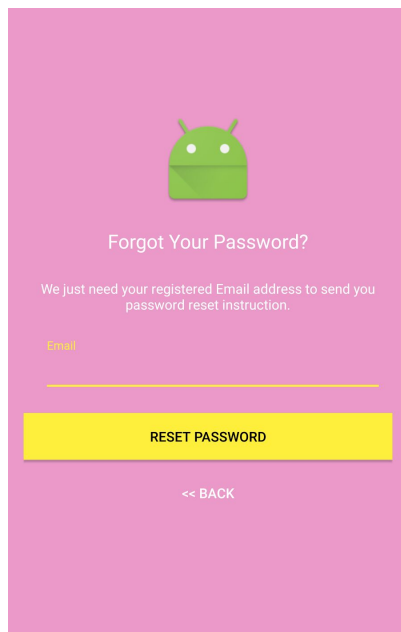 Forgot Your Password?
We just need your registered Email address to send you
password reset instruction.
Email
RESET PASSWORD
<< BACK